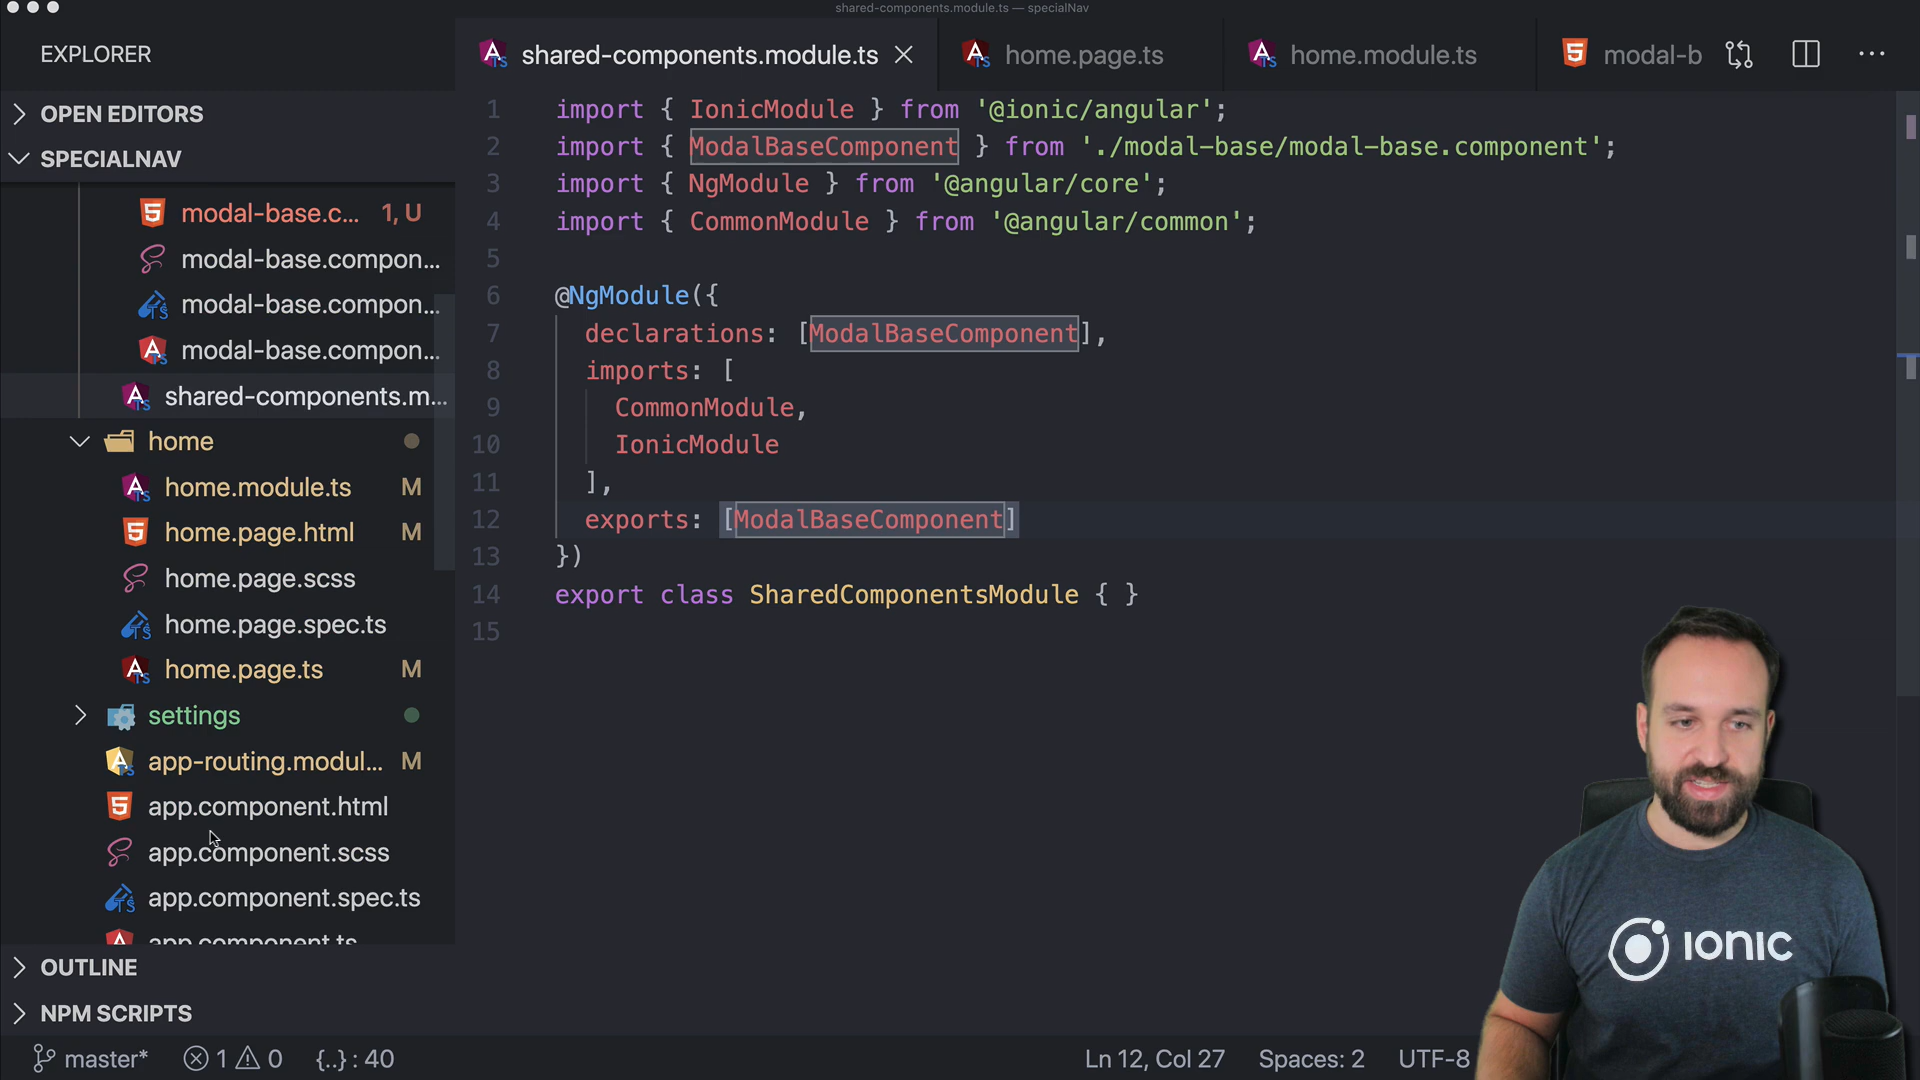 shared-components.module.ts — specialNav
EXPLORER
OPEN EDITORS
SPECIALNAV
modal-base.c... 1, U
modal-base.compon...
modal-base.compon...
modal-base.compon...
shared-components.m...
home
home.module.ts M
home.page.html M
home.page.scss
home.page.spec.ts
home.page.ts M
settings
app-routing.modul... M
app.component.html
app.component.scss
app.component.spec.ts
app.component.ts
OUTLINE
NPM SCRIPTS
shared-components.module.ts
home.page.ts
home.module.ts
modal-b
1 import { IonicModule } from '@ionic/angular';
2 import { ModalBaseComponent } from './modal-base/modal-base.component';
3 import { NgModule } from '@angular/core';
4 import { CommonModule } from '@angular/common';
5
6 @NgModule({
7 declarations: [ModalBaseComponent],
8 imports: [
9 CommonModule,
10 IonicModule
11 ],
12 exports: [ModalBaseComponent]
13 })
14 export class SharedComponentsModule { }
15
IONIC
master* 1 0 {..} : 40
Ln 12, Col 27 Spaces: 2 UTF-8